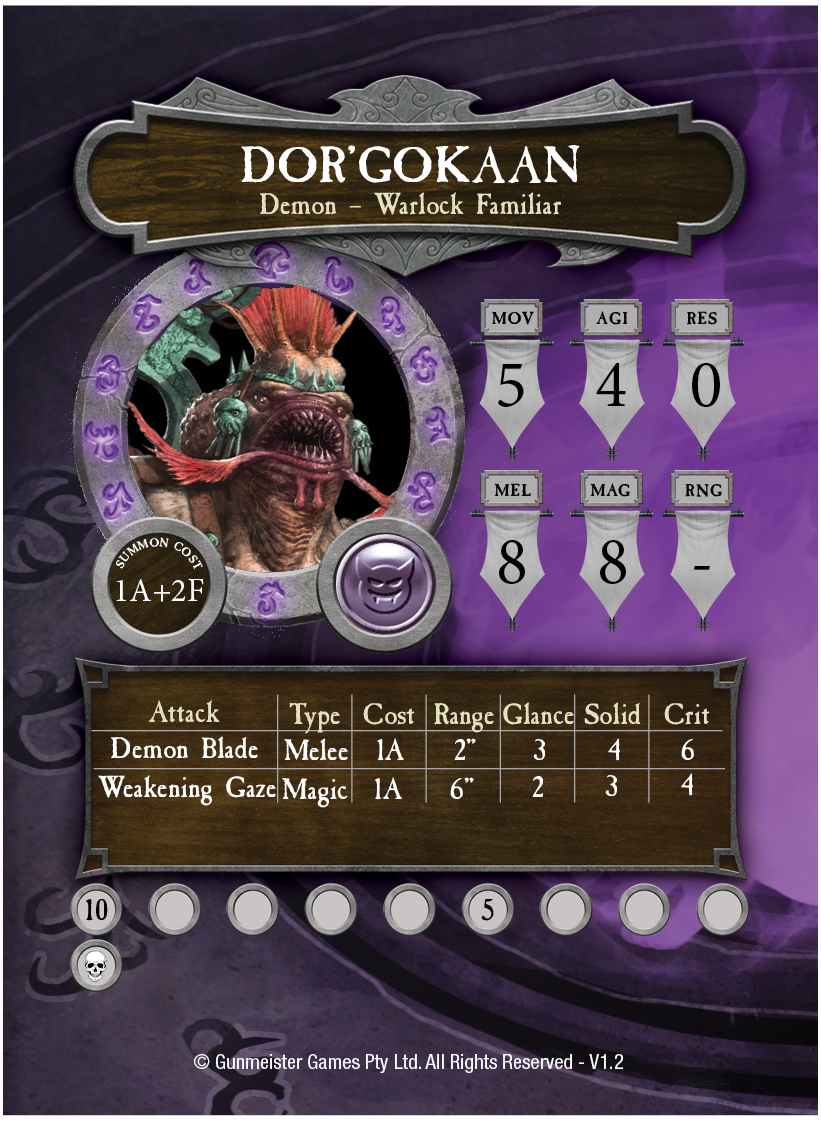 DOR'GOKAAN
Demon – Warlock Familiar
MOV AGI RES
5 4 0
MEL MAG RNG
8 8 -
SUMMON COST
1A+2F
Attack Type Cost Range Glance Solid Crit
Demon Blade Melee 1A 2” 3 4 6
Weakening Gaze Magic 1A 6” 2 3 4
10 5
© Gunmeister Games Pty Ltd. All Rights Reserved - V1.2